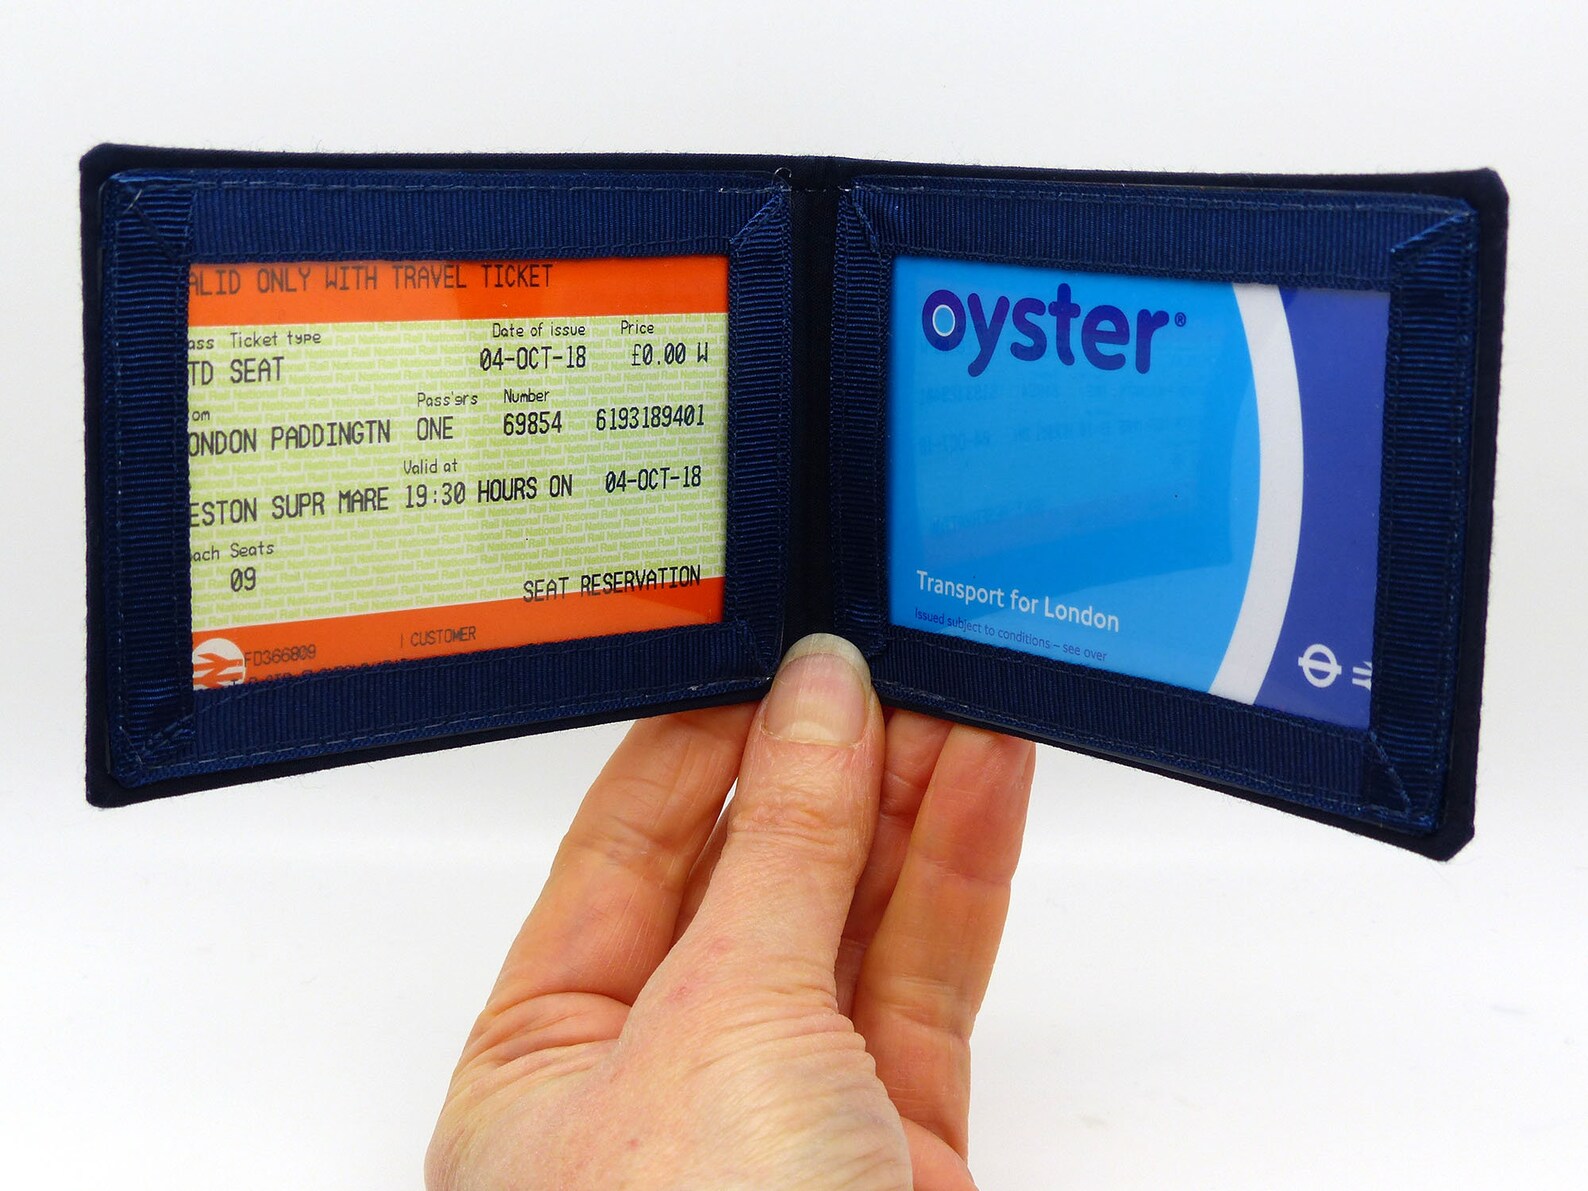 ALID ONLY WITH TRAVEL TICKET
ass Ticket type Date of issue Price
TD SEAT 04-OCT-18 £0.00 W
om Pass'grs Number
ONDON PADDINGTN ONE 69854 6193189401
Valid at
ESTON SUPR MARE 19:30 HOURS ON 04-OCT-18
ach Seats
09
SEAT RESERVATION
FD366809 | CUSTOMER
oyster®
Transport for London
Issued subject to conditions – see over